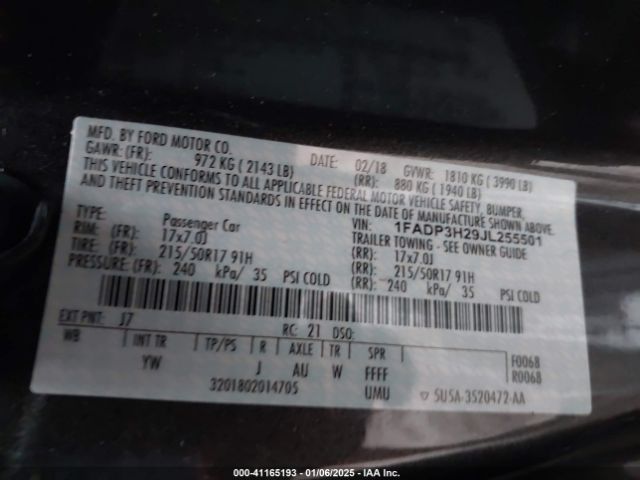 MFD. BY FORD MOTOR CO.
DATE: 02/18 GVWR: 1810 KG ( 3990 LB)
GAWR: (FR): 972 KG ( 2143 LB) (RR): 880 KG ( 1940 LB)
THIS VEHICLE CONFORMS TO ALL APPLICABLE FEDERAL MOTOR VEHICLE SAFETY, BUMPER,
AND THEFT PREVENTION STANDARDS IN EFFECT ON THE DATE OF MANUFACTURE SHOWN ABOVE.
VIN: 1FADP3H29JL255501
TYPE: Passenger Car TRAILER TOWING - SEE OWNER GUIDE
RIM: (FR): 17x7.0J (RR): 17x7.0J
TIRE: (FR): 215/50R17 91H (RR): 215/50R17 91H
PRESSURE: (FR): 240 kPa/ 35 PSI COLD (RR): 240 kPa/ 35 PSI COLD
EXT PNT: J7 RC: 21 DSO:
WB INT TR TP/PS R AXLE TR SPR F0068
YW J AU W FFFF R0068
3201802014705 UMU 5U5A-3520472-AA
000-41165193 - 01/06/2025 - IAA Inc.